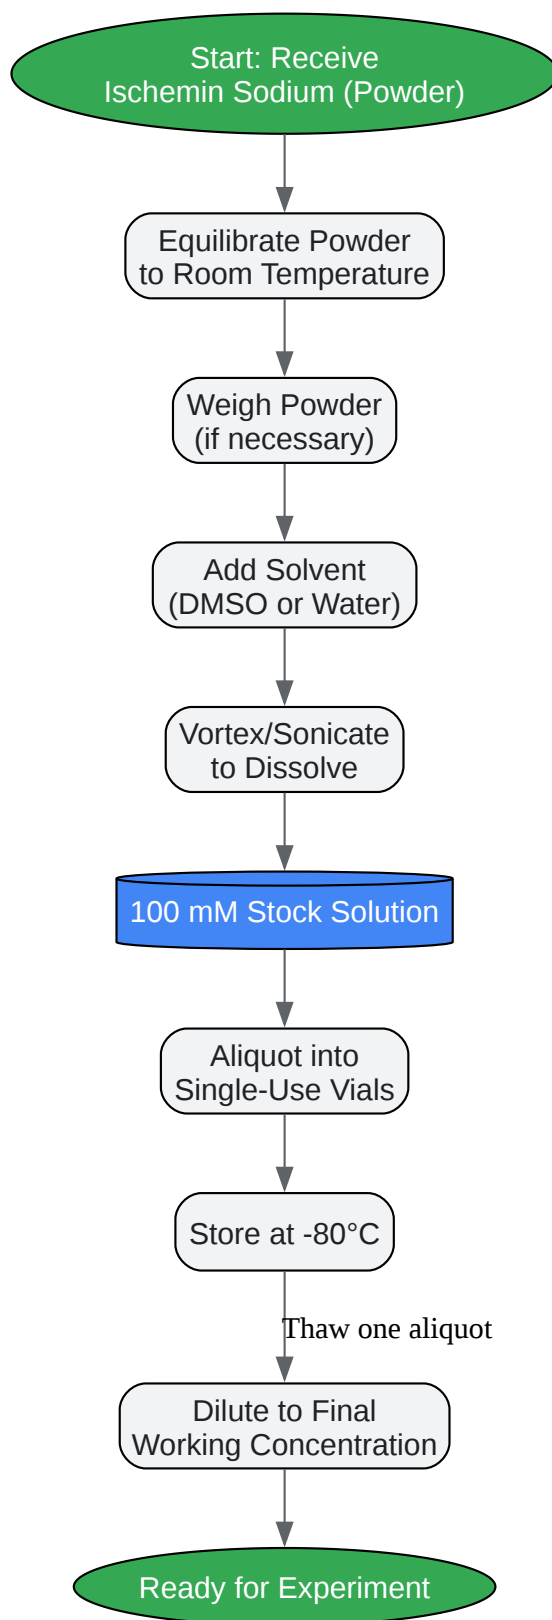 Start: Receive
Ischemin Sodium (Powder)
Equilibrate Powder
to Room Temperature
Weigh Powder
(if necessary)
Add Solvent
(DMSO or Water)
Vortex/Sonicate
to Dissolve
100 mM Stock Solution
Aliquot into
Single-Use Vials
Store at -80°C
Thaw one aliquot
Dilute to Final
Working Concentration
Ready for Experiment